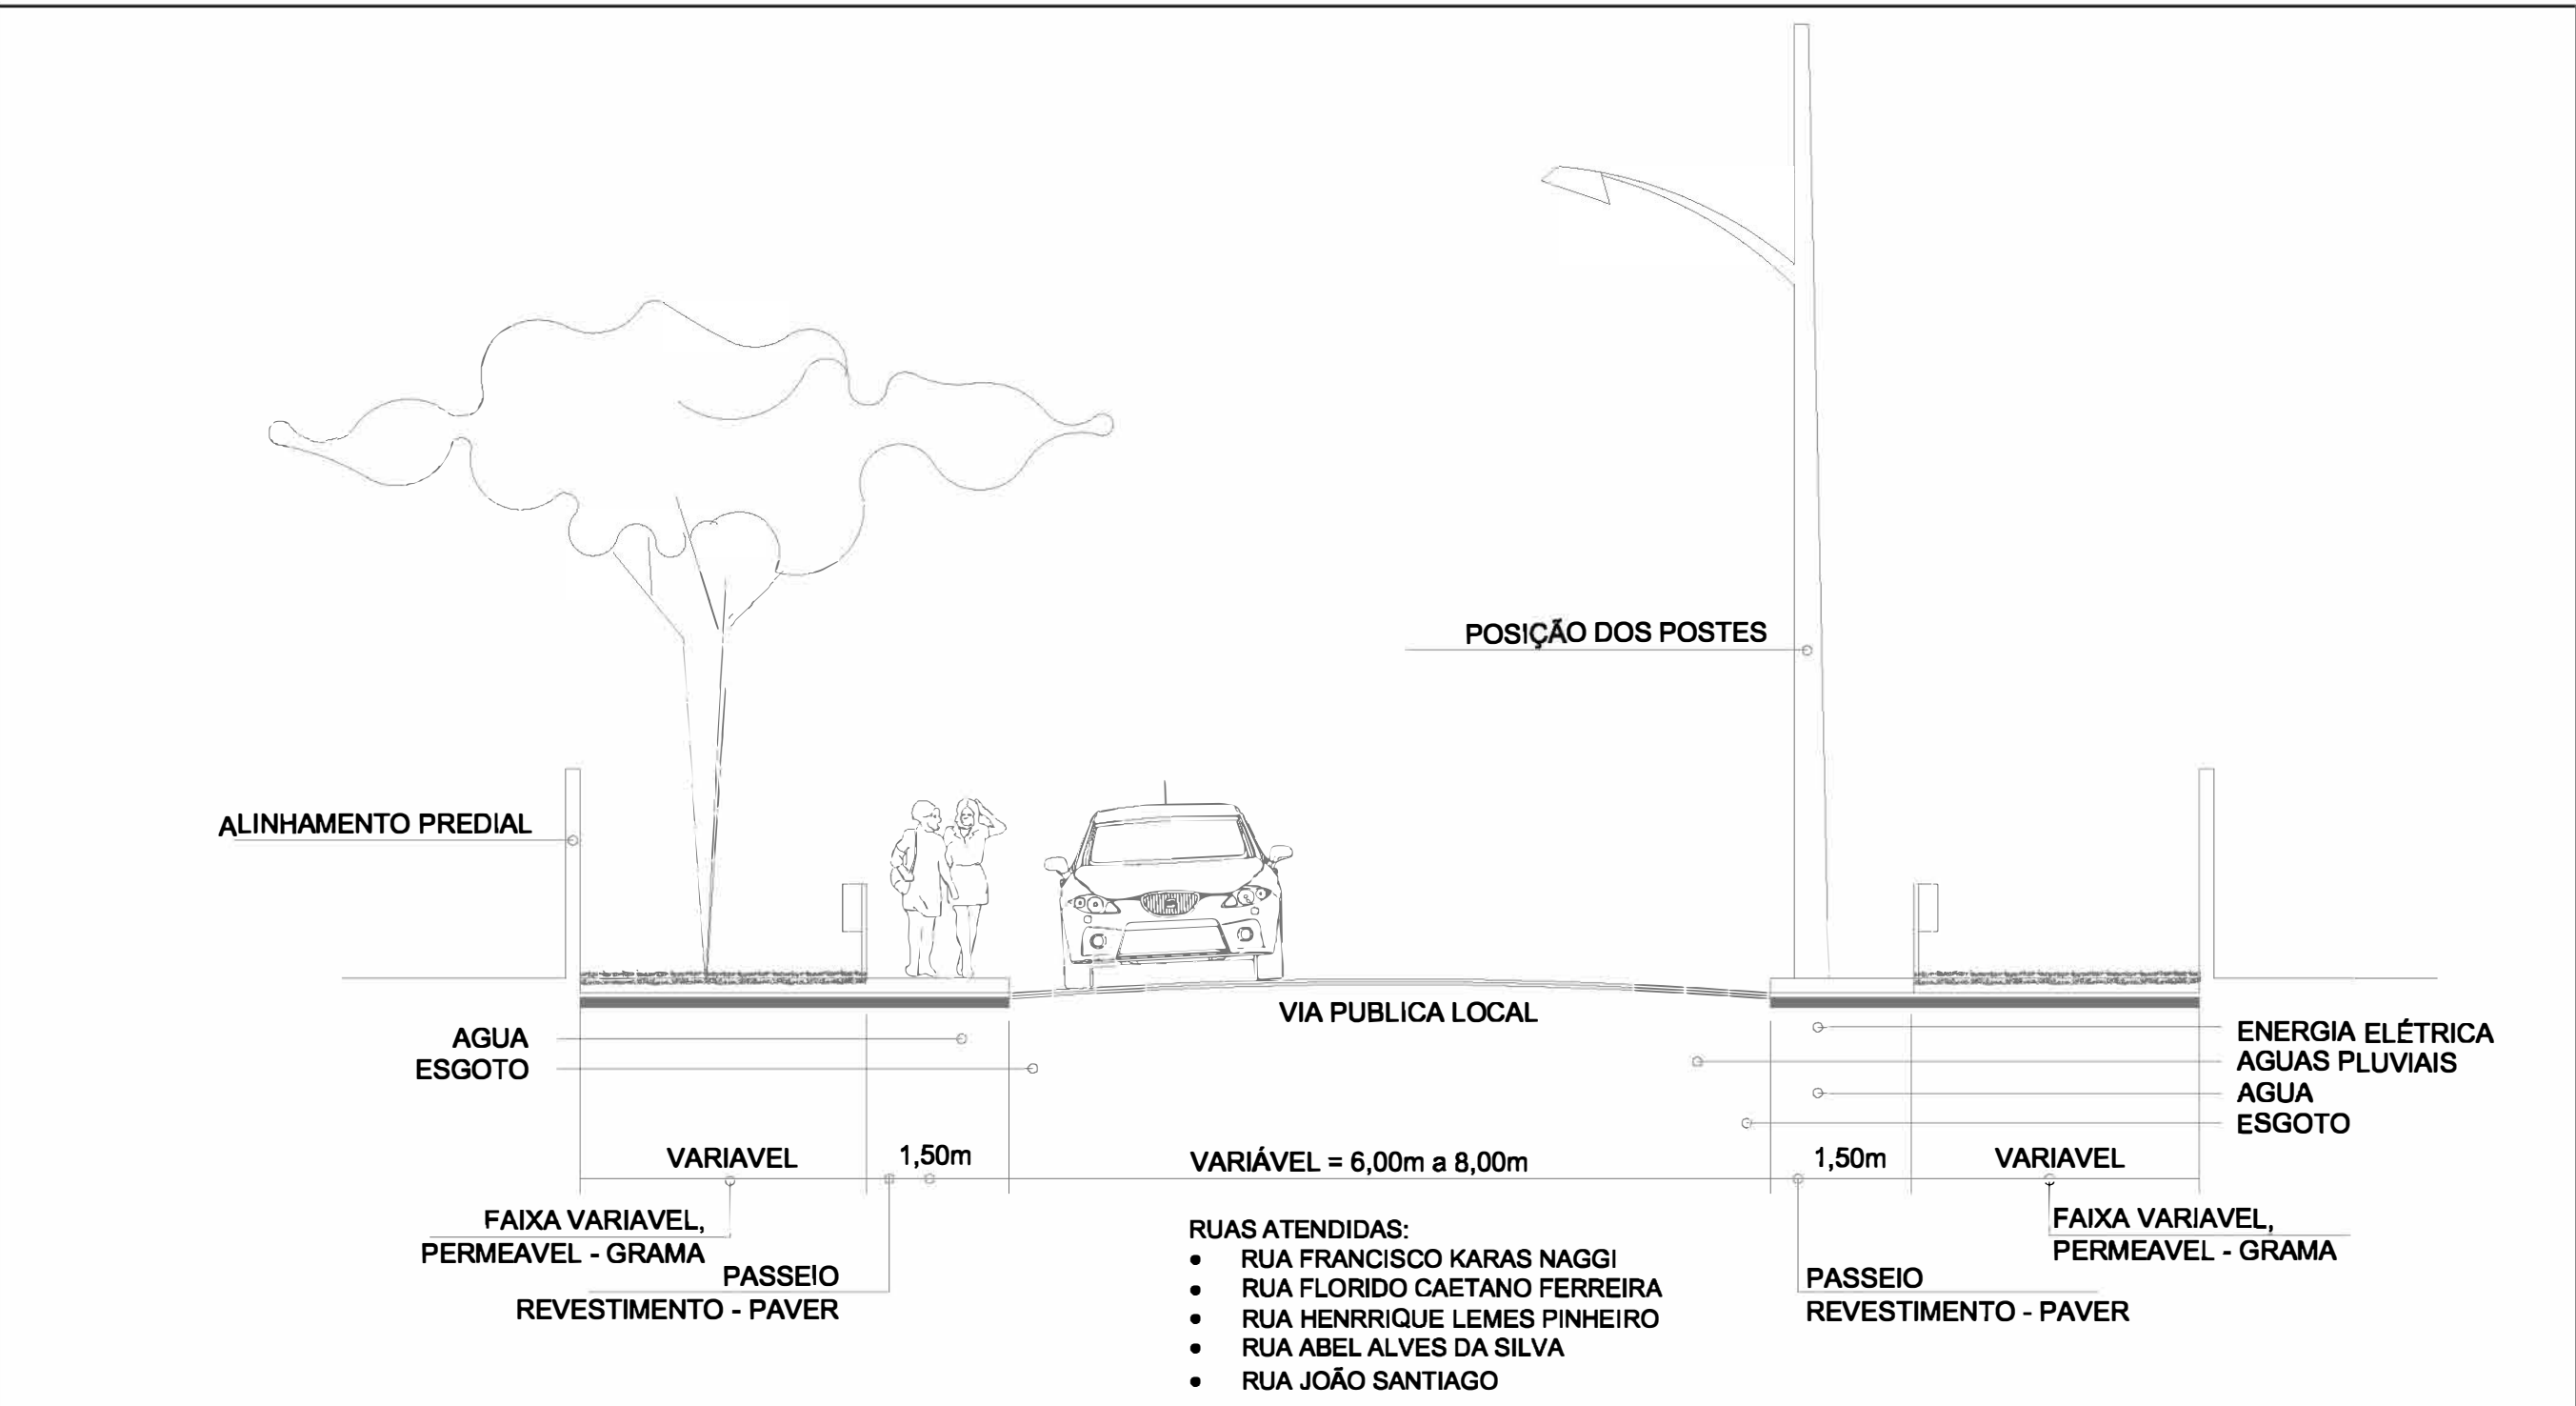 POSIÇÃO DOS POSTES
ALINHAMENTO PREDIAL
VIA PUBLICA LOCAL
AGUA
ESGOTO
ENERGIA ELÉTRICA
AGUAS PLUVIAIS
AGUA
ESGOTO
VARIAVEL
1,50m
VARIÁVEL = 6,00m a 8,00m
1,50m
VARIAVEL
FAIXA VARIAVEL,
PERMEAVEL - GRAMA
PASSEIO
REVESTIMENTO - PAVER
RUAS ATENDIDAS:
• RUA FRANCISCO KARAS NAGGI
• RUA FLORIDO CAETANO FERREIRA
• RUA HENRRIQUE LEMES PINHEIRO
• RUA ABEL ALVES DA SILVA
• RUA JOÃO SANTIAGO
FAIXA VARIAVEL,
PERMEAVEL - GRAMA
PASSEIO
REVESTIMENTO - PAVER